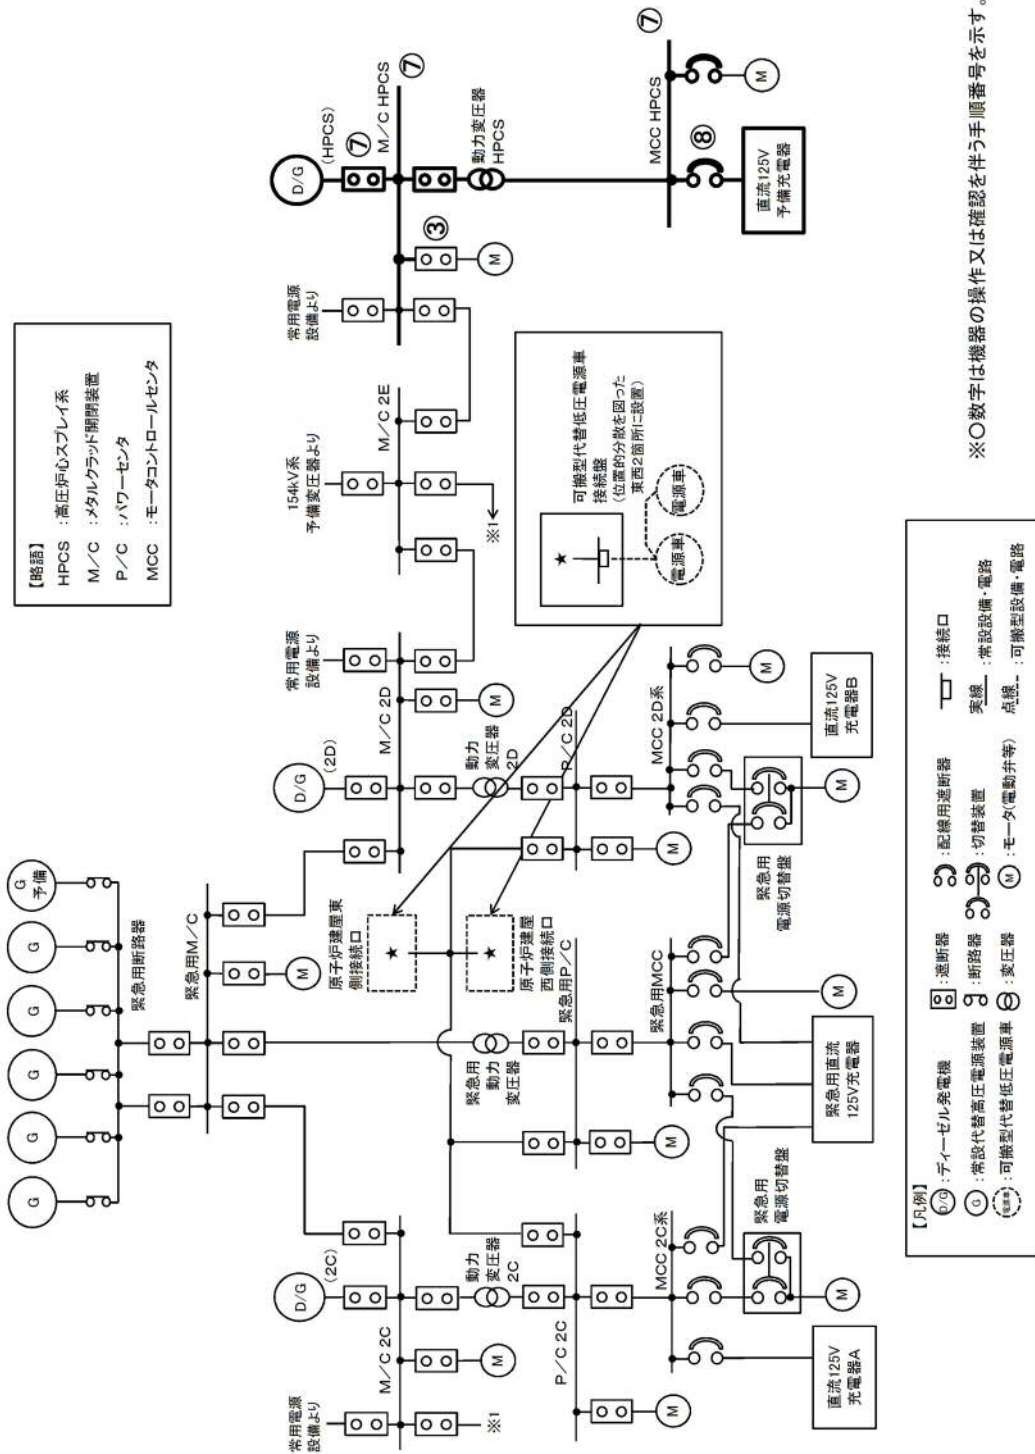 【略語】
HPCS ：高圧炉心スプレイ系
M／C ：メタルクラッド開閉装置
P／C ：パワーセンタ
MCC ：モータコントロールセンタ
G
G
G
G
G
G
予備
緊急用断路器
緊急用M／C
M
常用電源
設備より
D/G
(2C)
M／C 2C
※1
M
動力
変圧器
2C
P／C 2C
M
MCC 2C系
直流125V
充電器A
緊急用
電源切替盤
M
緊急用
動力
変圧器
緊急用P／C
M
緊急用MCC
M
緊急用直流
125V充電器
原子炉建屋東
側接続口
★
原子炉建屋
西側接続口
★
D/G
(2D)
M／C 2D
常用電源
設備より
M
動力
変圧器
2D
P／C 2D
M
MCC 2D系
M
直流125V
充電器B
緊急用
電源切替盤
M
154kV系
予備変圧器より
M／C 2E
※1
可搬型代替低圧電源車
接続盤
(位置的分散を図った
東西2箇所に設置)
★
電源車
電源車
常用電源
設備より
D/G
(HPCS)
⑦
M／C HPCS
⑦
③
M
動力変圧器
HPCS
MCC HPCS
⑦
⑧
M
直流125V
予備充電器
【凡例】
D/G ：ディーゼル発電機
G ：常設代替高圧電源装置
電源車 ：可搬型代替低圧電源車
：遮断器
：断路器
：変圧器
：配線用遮断器
：切替装置
M ：モータ(電動弁等)
：接続口
実線 ：常設設備・電路
点線 ：可搬型設備・電路
※〇数字は機器の操作又は確認を伴う手順番号を示す。